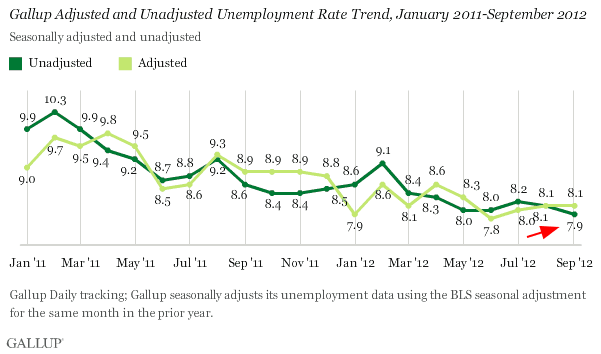 Gallup Adjusted and Unadjusted Unemployment Rate Trend, January 2011-September 2012
Seasonally adjusted and unadjusted
Unadjusted Adjusted
10.3
9.9 9.9 9.8
9.7 9.5 9.4 9.5 9.3
9.0 9.2 9.2 9.1
8.7 8.8 8.9 8.9 8.9 8.8 8.6
8.5 8.6 8.6 8.4 8.4 8.5 8.6 8.4 8.6 8.3 8.2
7.9 8.1 8.3 8.0 8.0 8.0 8.1 8.1 8.1
7.8 7.9
Jan '11 Mar '11 May '11 Jul '11 Sep '11 Nov '11 Jan '12 Mar '12 May '12 Jul '12 Sep '12
Gallup Daily tracking; Gallup seasonally adjusts its unemployment data using the BLS seasonal adjustment
for the same month in the prior year.
GALLUP®